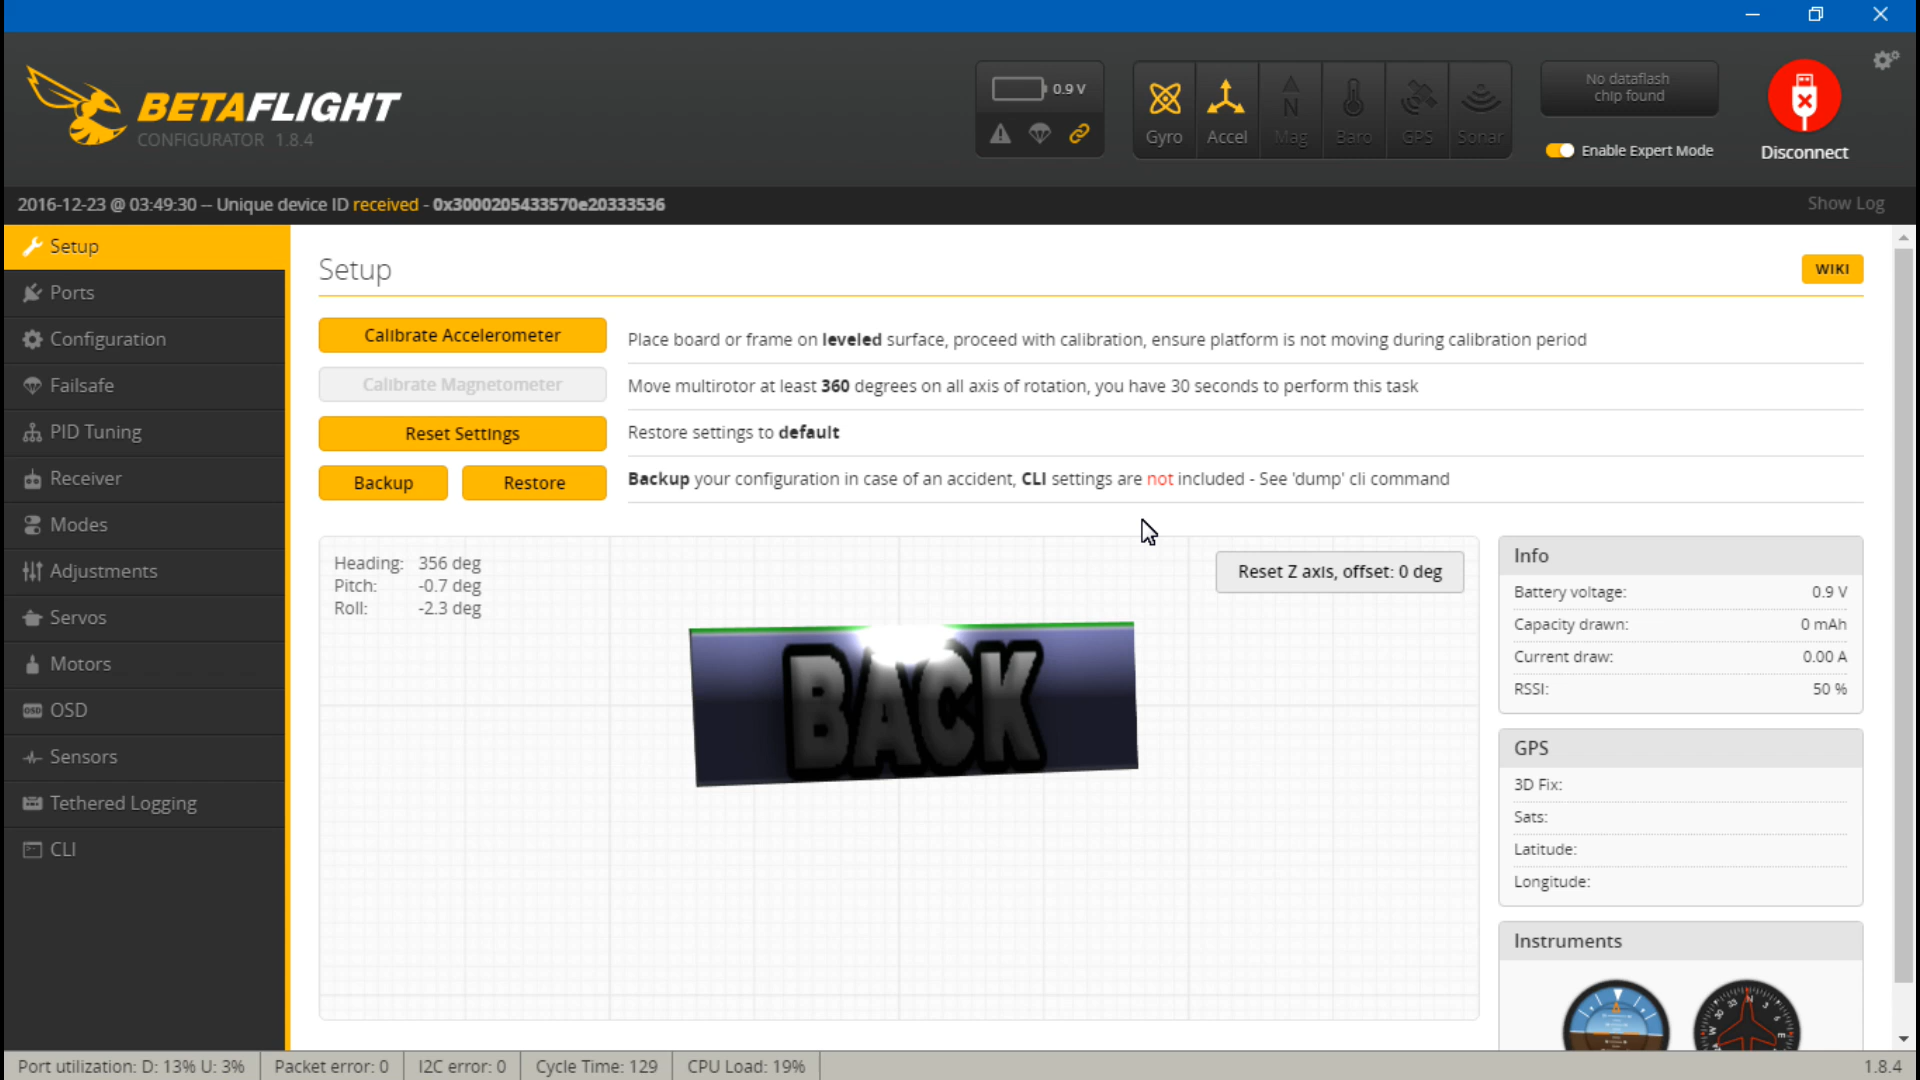 BETAFLIGHT
CONFIGURATOR 1.8.4
0.9 V
Gyro
Accel
Mag
Baro
GPS
Sonar
No dataflash
chip found
Enable Expert Mode
Disconnect
2016-12-23 @ 03:49:30 -- Unique device ID received - 0x3000205433570e20333536
Show Log
Setup
Ports
Configuration
Failsafe
PID Tuning
Receiver
Modes
Adjustments
Servos
Motors
OSD
OSD
Sensors
Tethered Logging
CLI
Setup
WIKI
Calibrate Accelerometer
Place board or frame on leveled surface, proceed with calibration, ensure platform is not moving during calibration period
Calibrate Magnetometer
Move multirotor at least 360 degrees on all axis of rotation, you have 30 seconds to perform this task
Reset Settings
Restore settings to default
Backup
Restore
Backup your configuration in case of an accident, CLI settings are not included - See 'dump' cli command
Heading: 356 deg
Pitch: -0.7 deg
Roll: -2.3 deg
Reset Z axis, offset: 0 deg
BACK
Info
Battery voltage: 0.9 V
Capacity drawn: 0 mAh
Current draw: 0.00 A
RSSI: 50 %
GPS
3D Fix:
Sats:
Latitude:
Longitude:
Instruments
Port utilization: D: 13% U: 3%
Packet error: 0
I2C error: 0
Cycle Time: 129
CPU Load: 19%
1.8.4